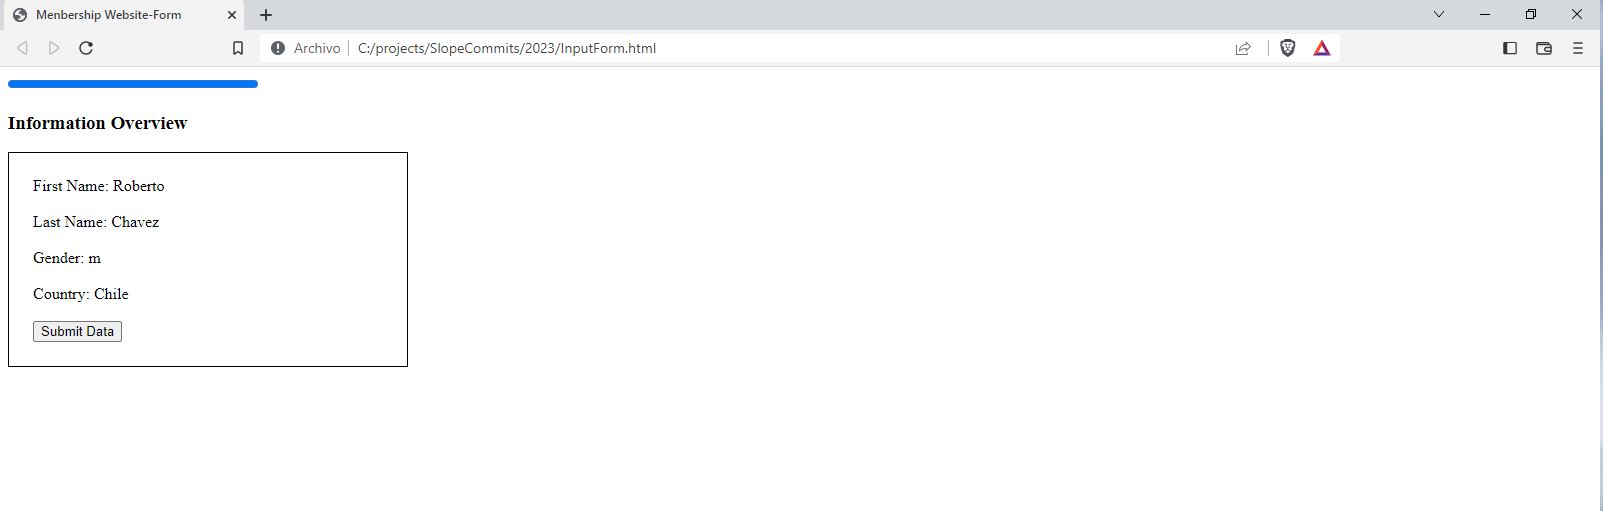 Menbership Website-Form
Archivo C:/projects/SlopeCommits/2023/InputForm.html
Information Overview
First Name: Roberto
Last Name: Chavez
Gender: m
Country: Chile
Submit Data